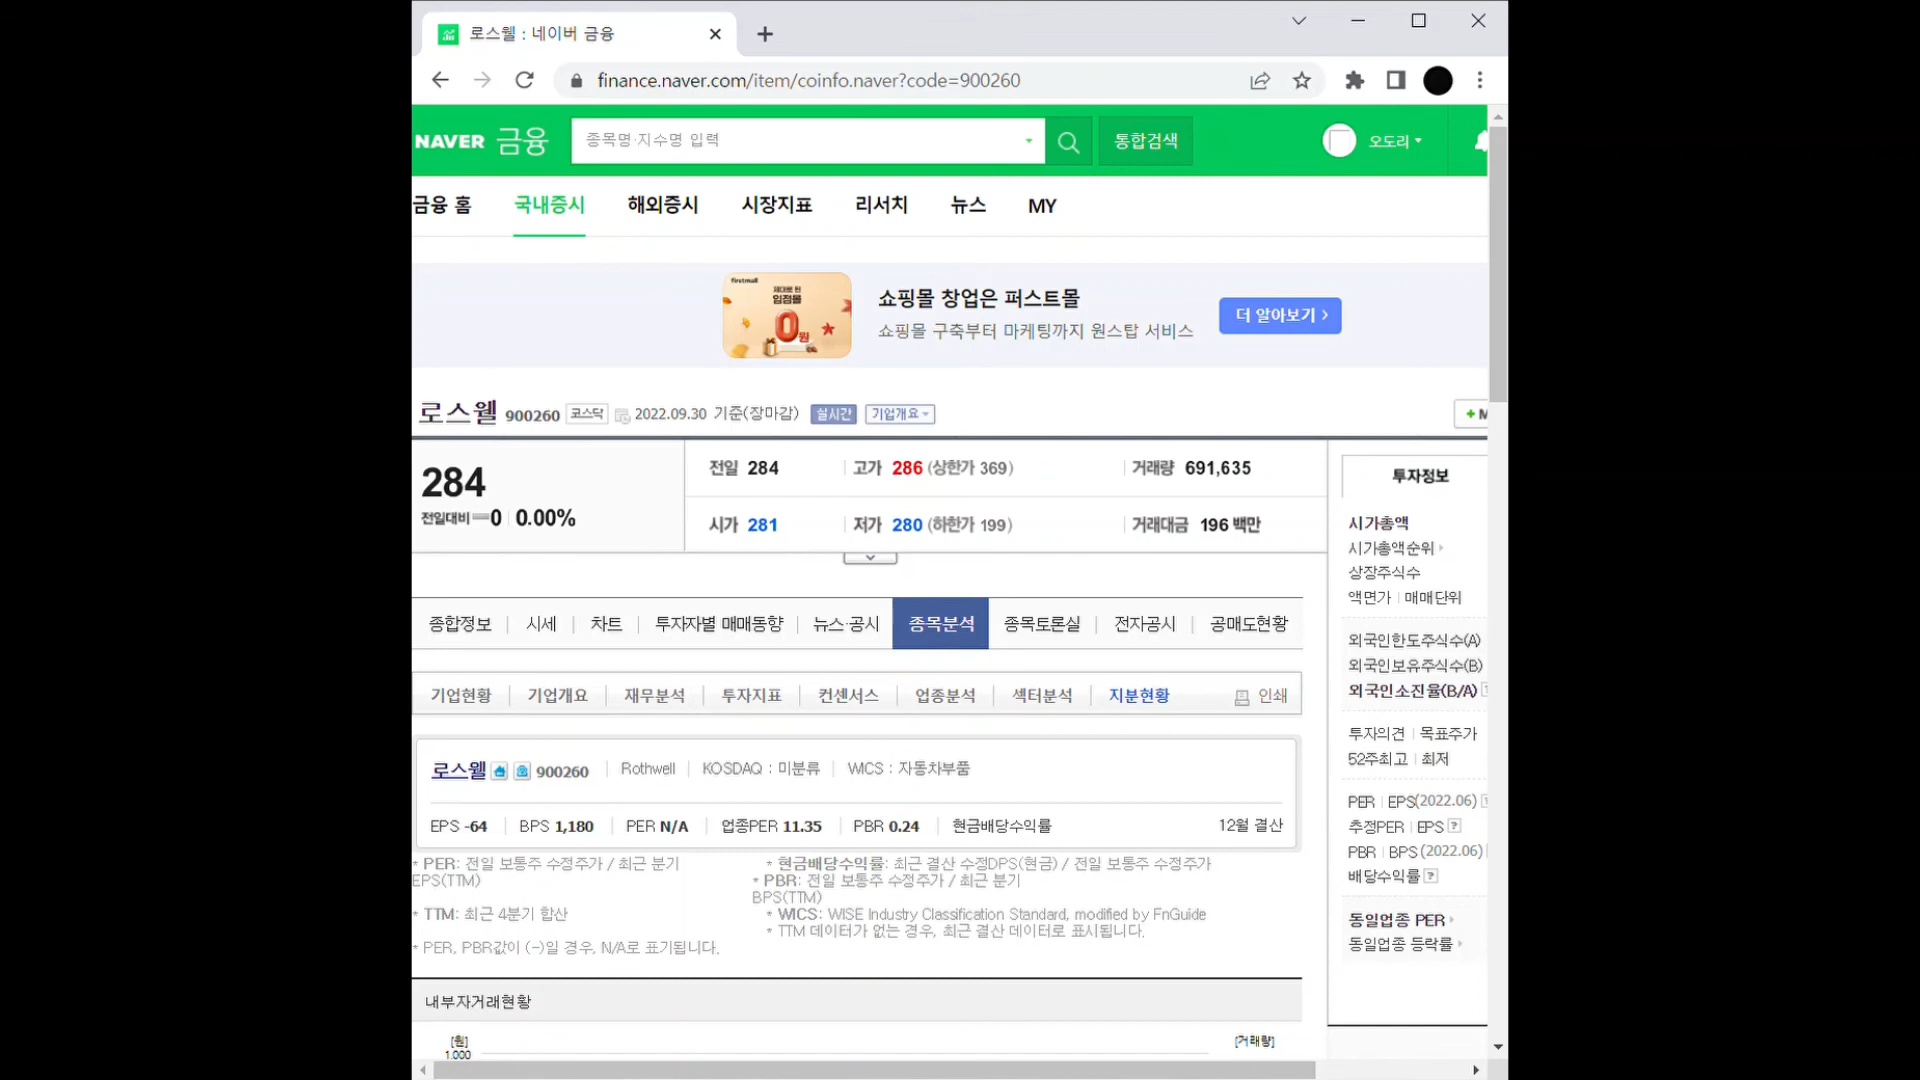 로스웰 : 네이버 금융
finance.naver.com/item/coinfo.naver?code=900260
NAVER 금융 종목명·지수명 입력 통합검색 오도리
금융 홈 국내증시 해외증시 시장지표 리서치 뉴스 MY
firstmall
제대로 된
입점몰
0원
쇼핑몰 창업은 퍼스트몰
쇼핑몰 구축부터 마케팅까지 원스탑 서비스
더 알아보기
로스웰 900260 코스닥 2022.09.30 기준(장마감) 실시간 기업개요 + M
284
전일대비 0 0.00%
전일 284 고가 286 (상한가 369) 거래량 691,635
시가 281 저가 280 (하한가 199) 거래대금 196 백만
종합정보 시세 차트 투자자별 매매동향 뉴스·공시 종목분석 종목토론실 전자공시 공매도현황
기업현황 기업개요 재무분석 투자지표 컨센서스 업종분석 섹터분석 지분현황 인쇄
로스웰 900260 Rothwell KOSDAQ : 미분류 WICS : 자동차부품
EPS -64 BPS 1,180 PER N/A 업종PER 11.35 PBR 0.24 현금배당수익률 12월 결산
* PER: 전일 보통주 수정주가 / 최근 분기
EPS(TTM)
* TTM: 최근 4분기 합산
* PER, PBR값이 (-)일 경우, N/A로 표기됩니다.
* 현금배당수익률: 최근 결산 수정DPS(현금) / 전일 보통주 수정주가
* PBR: 전일 보통주 수정주가 / 최근 분기
BPS(TTM)
* WICS: WISE Industry Classification Standard, modified by FnGuide
* TTM 데이터가 없는 경우, 최근 결산 데이터로 표시됩니다.
내부자거래현황
[원] [거래량]
1,000
투자정보
시가총액
시가총액순위
상장주식수
액면가 매매단위
외국인한도주식수(A)
외국인보유주식수(B)
외국인소진율(B/A)
투자의견 목표주가
52주최고 최저
PER EPS(2022.06)
추정PER EPS ?
PBR BPS (2022.06)
배당수익률 ?
동일업종 PER
동일업종 등락률